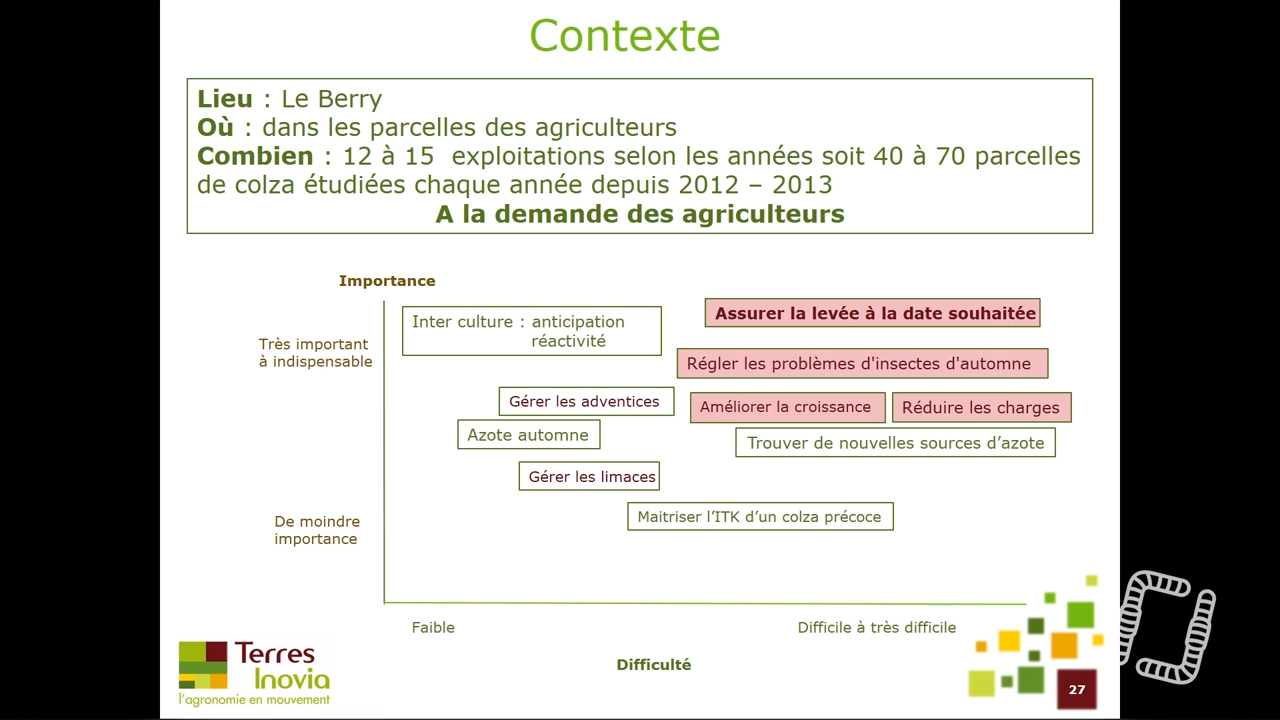 Contexte
Lieu : Le Berry
Où : dans les parcelles des agriculteurs
Combien : 12 à 15 exploitations selon les années soit 40 à 70 parcelles
de colza étudiées chaque année depuis 2012 – 2013
A la demande des agriculteurs
Importance
Très important
à indispensable
Inter culture : anticipation
réactivité
Assurer la levée à la date souhaitée
Régler les problèmes d'insectes d'automne
Gérer les adventices
Améliorer la croissance
Réduire les charges
Azote automne
Trouver de nouvelles sources d’azote
Gérer les limaces
Maitriser l’ITK d’un colza précoce
De moindre
importance
Faible
Difficile à très difficile
Difficulté
Terres
Inovia
l'agronomie en mouvement
27